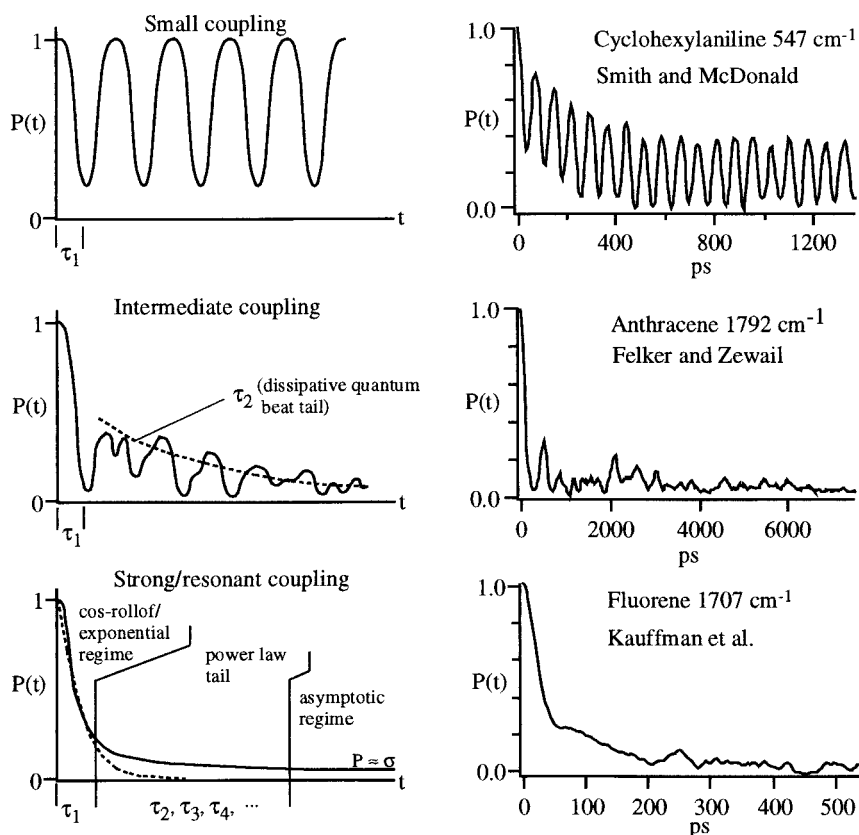 Small coupling
1
P(t)
0
t
τ1
Cyclohexylaniline 547 cm-1
Smith and McDonald
1.0
P(t)
0.0
0 400 800 1200
ps
Intermediate coupling
1
P(t)
0
t
τ1
τ2 (dissipative quantum
beat tail)
Anthracene 1792 cm-1
Felker and Zewail
1.0
P(t)
0.0
0 2000 4000 6000
ps
Strong/resonant coupling
1
P(t)
0
t
cos-rollof/
exponential
regime
power law
tail
asymptotic
regime
P ≈ σ
τ1
τ2, τ3, τ4, ...
Fluorene 1707 cm-1
Kauffman et al.
1.0
P(t)
0.0
0 100 200 300 400 500
ps